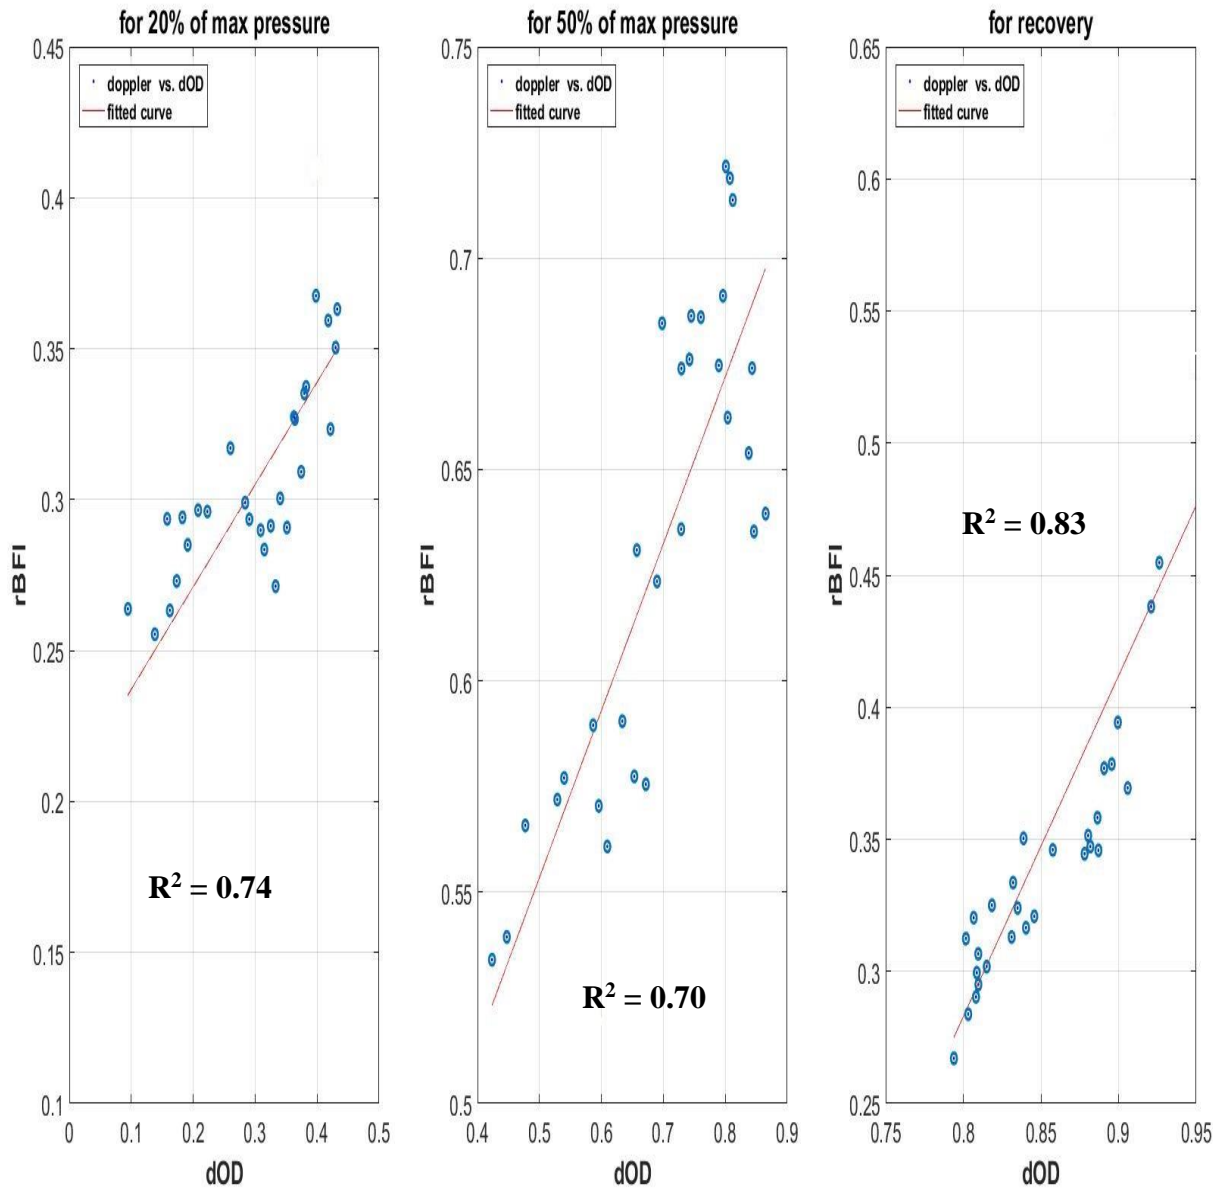 for 20% of max pressure
0.45
doppler vs. dOD
fitted curve
0.4
0.35
0.3
rBFI
0.25
0.2
R² = 0.74
0.15
0.1
0
0.1
0.2
0.3
0.4
0.5
dOD
for 50% of max pressure
0.75
doppler vs. dOD
fitted curve
0.7
0.65
rBFI
0.6
0.55
R² = 0.70
0.5
0.4
0.5
0.6
0.7
0.8
0.9
dOD
for recovery
0.65
doppler vs. dOD
fitted curve
0.6
0.55
0.5
R² = 0.83
rBFI
0.45
0.4
0.35
0.3
0.25
0.75
0.8
0.85
0.9
0.95
dOD